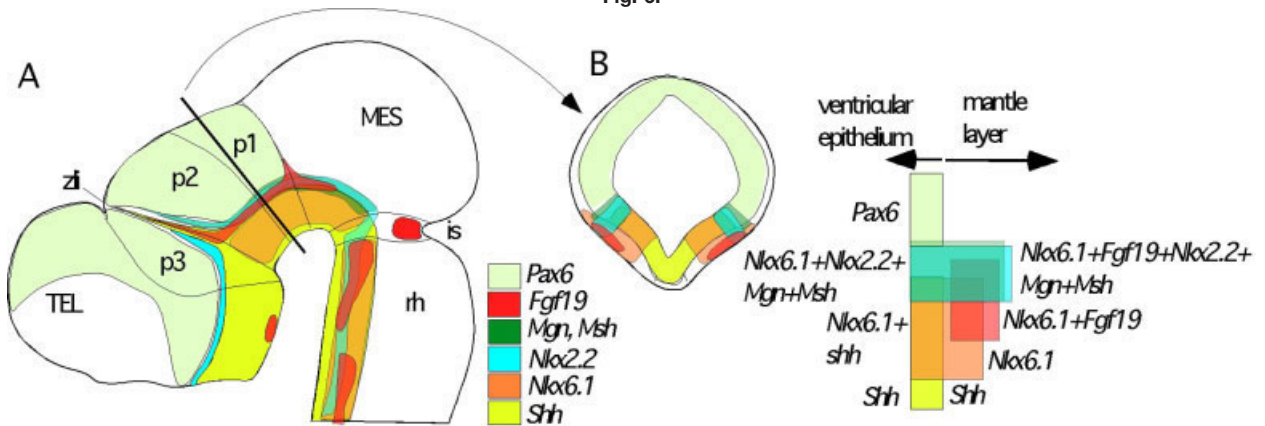 A
B
MES
p1
p2
zli
p3
TEL
is
rh
Pax6
Fgf19
Mgn, Msh
Nkx2.2
Nkx6.1
Shh
ventricular
epithelium
mantle
layer
Pax6
Nkx6.1+Nkx2.2+
Mgn+Msh
Nkx6.1+Fgf19+Nkx2.2+
Mgn+Msh
Nkx6.1+
shh
Nkx6.1+Fgf19
Nkx6.1
Shh
Shh